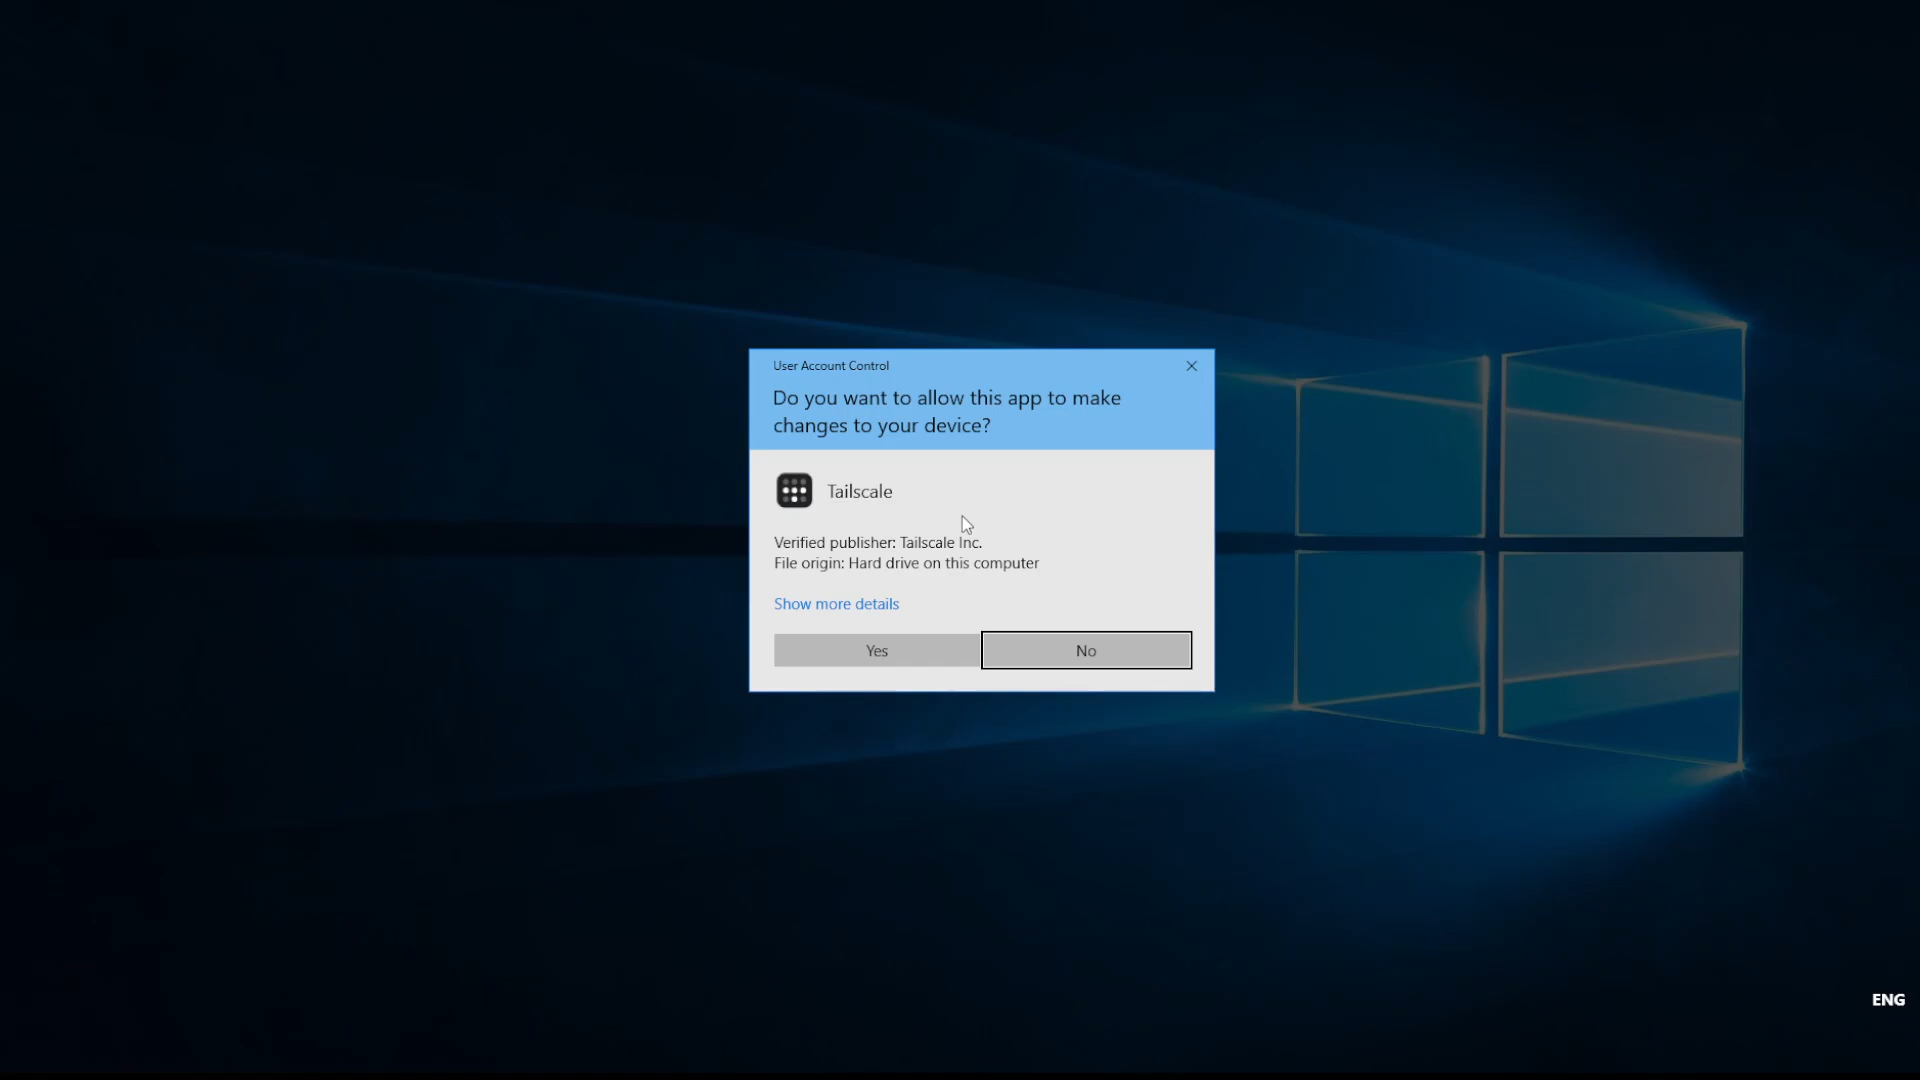 User Account Control
Do you want to allow this app to make
changes to your device?
Tailscale
Verified publisher: Tailscale Inc.
File origin: Hard drive on this computer
Show more details
Yes
No
ENG